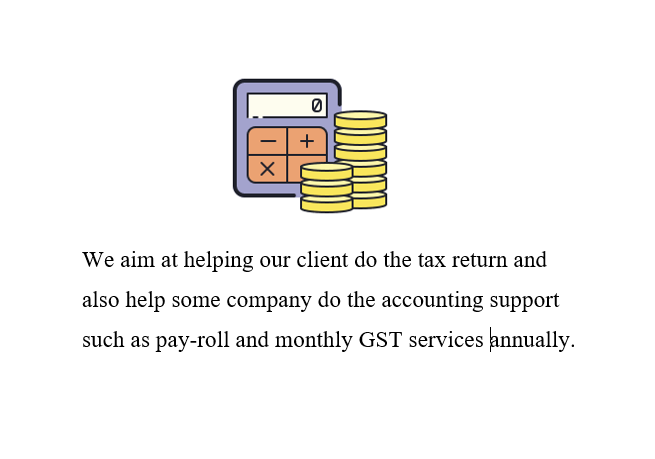 0
We aim at helping our client do the tax return and
also help some company do the accounting support
such as pay-roll and monthly GST services annually.